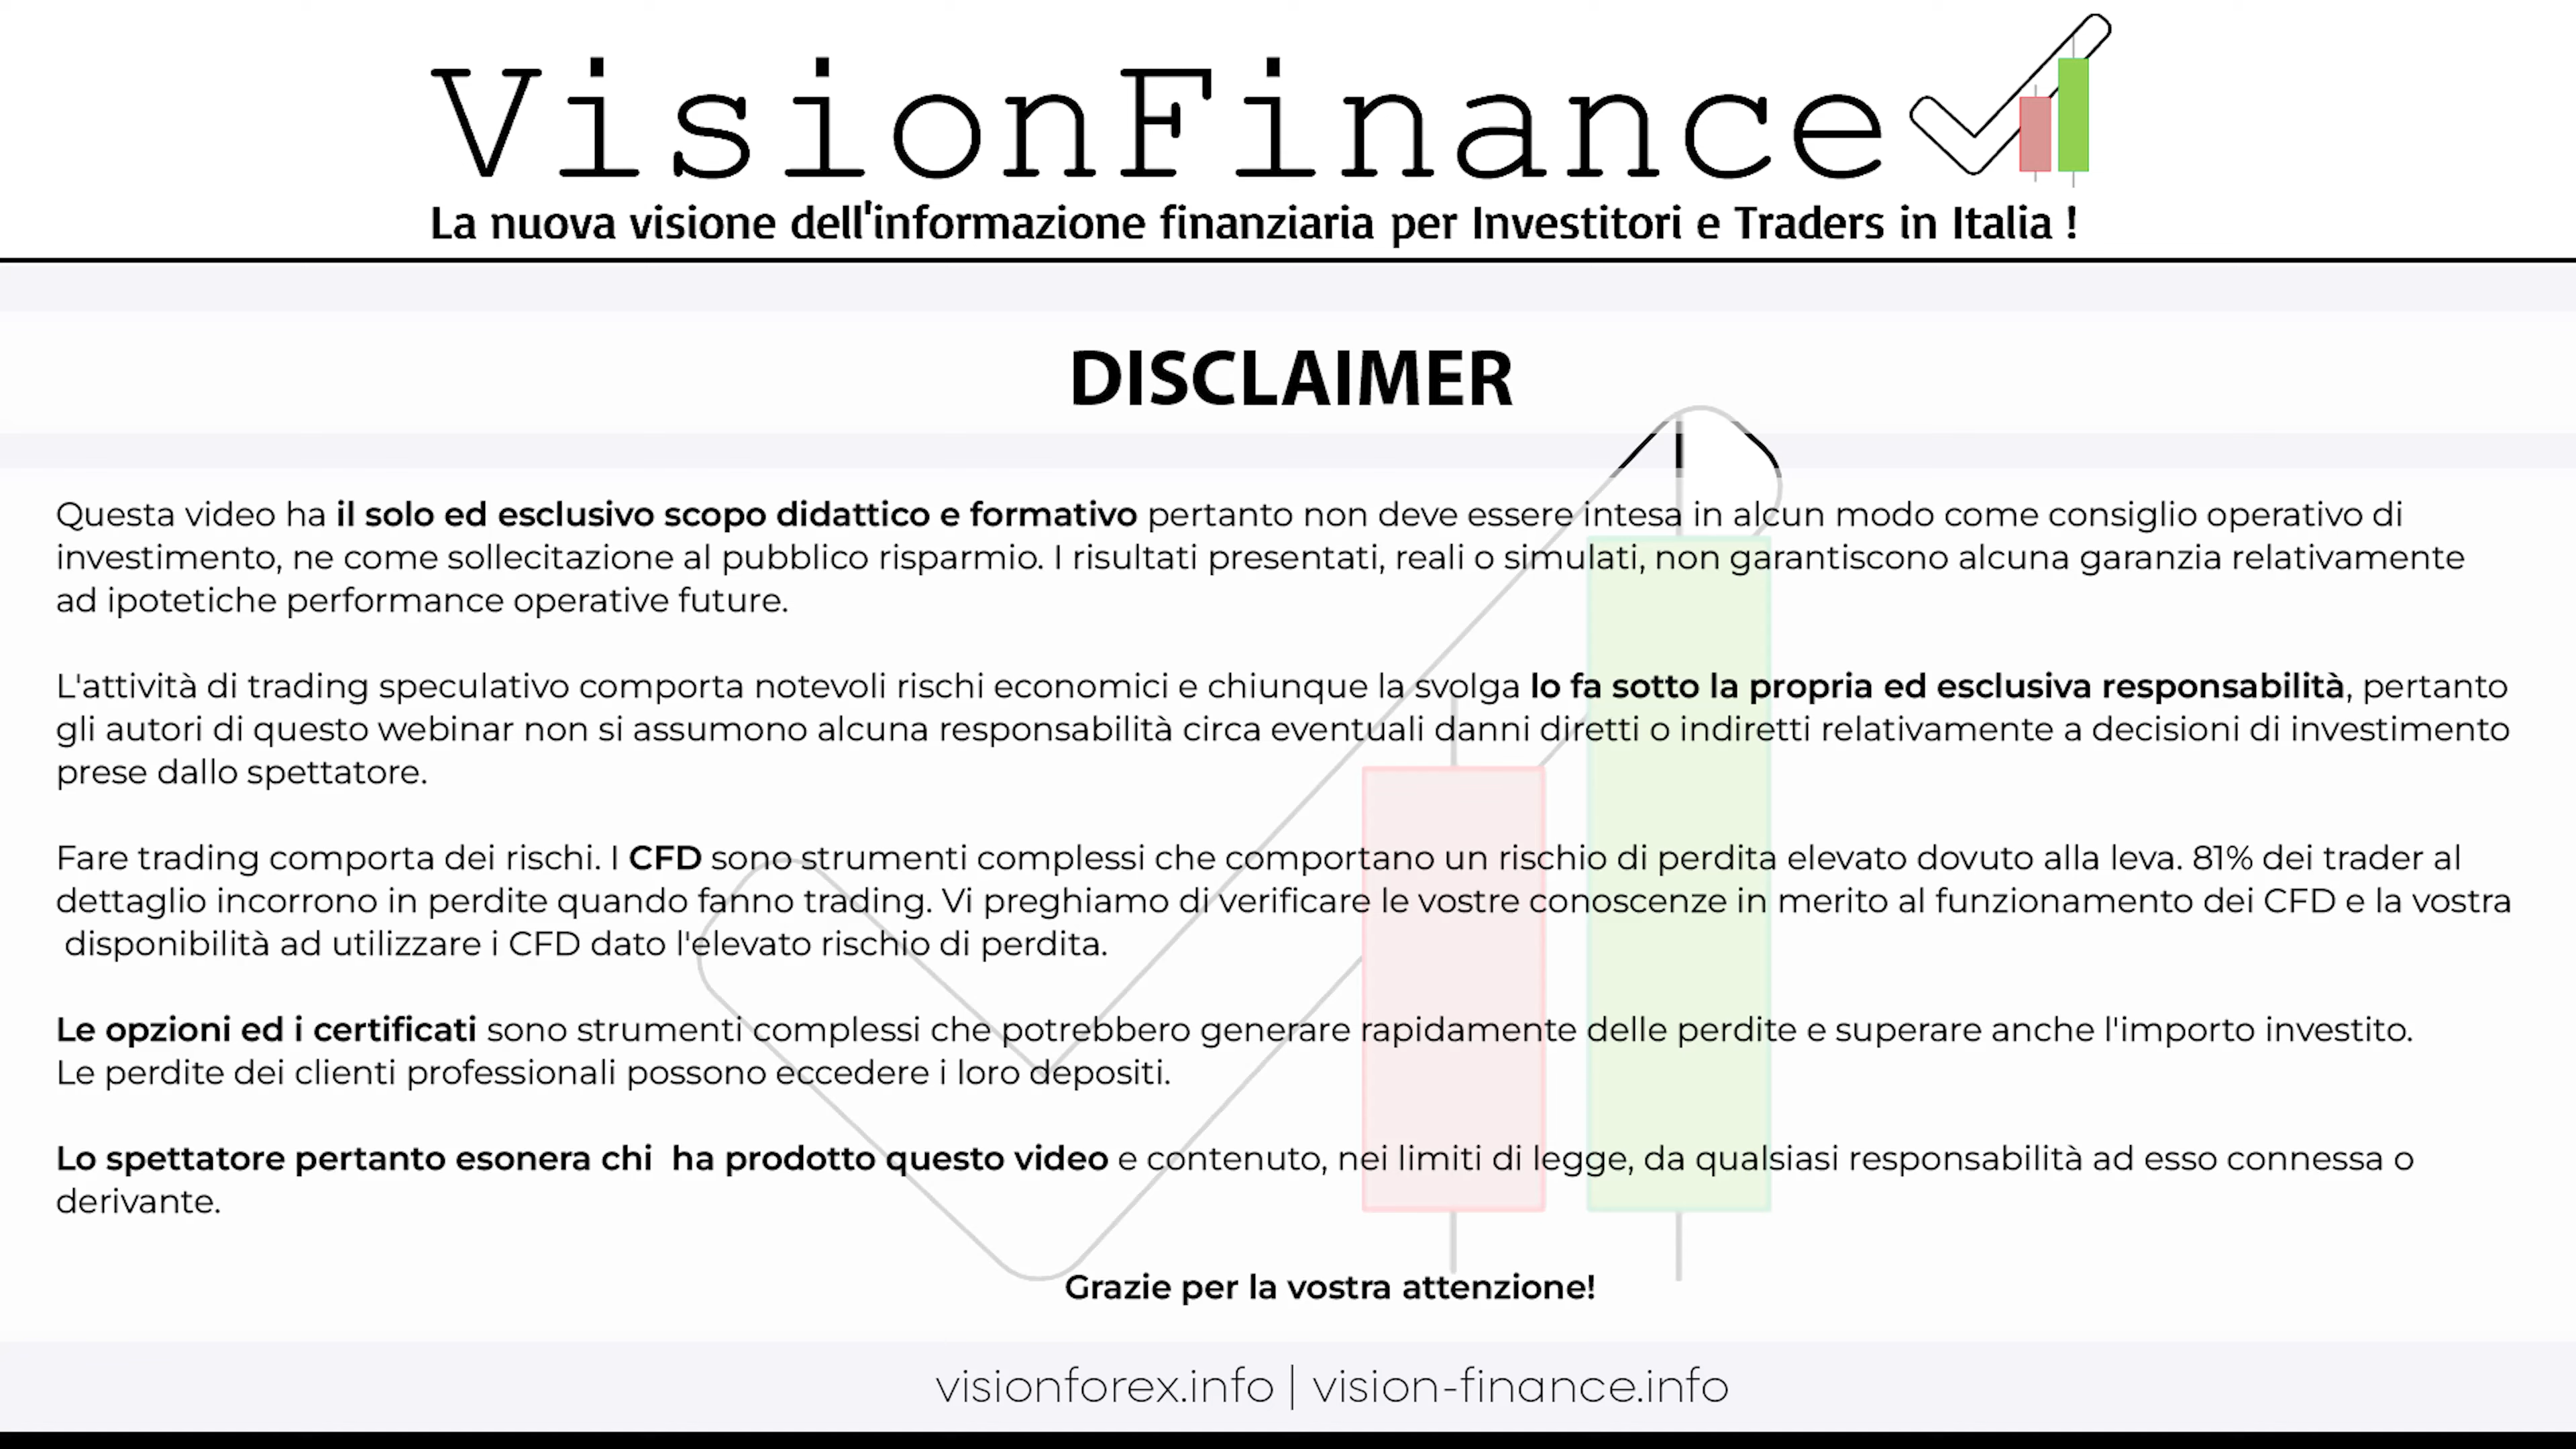 VisionFinance
La nuova visione dell'informazione finanziaria per Investitori e Traders in Italia !
DISCLAIMER
Questa video ha il solo ed esclusivo scopo didattico e formativo pertanto non deve essere intesa in alcun modo come consiglio operativo di
investimento, ne come sollecitazione al pubblico risparmio. I risultati presentati, reali o simulati, non garantiscono alcuna garanzia relativamente
ad ipotetiche performance operative future.
L'attività di trading speculativo comporta notevoli rischi economici e chiunque la svolga lo fa sotto la propria ed esclusiva responsabilità, pertanto
gli autori di questo webinar non si assumono alcuna responsabilità circa eventuali danni diretti o indiretti relativamente a decisioni di investimento
prese dallo spettatore.
Fare trading comporta dei rischi. I CFD sono strumenti complessi che comportano un rischio di perdita elevato dovuto alla leva. 81% dei trader al
dettaglio incorrono in perdite quando fanno trading. Vi preghiamo di verificare le vostre conoscenze in merito al funzionamento dei CFD e la vostra
disponibilità ad utilizzare i CFD dato l'elevato rischio di perdita.
Le opzioni ed i certificati sono strumenti complessi che potrebbero generare rapidamente delle perdite e superare anche l'importo investito.
Le perdite dei clienti professionali possono eccedere i loro depositi.
Lo spettatore pertanto esonera chi  ha prodotto questo video e contenuto, nei limiti di legge, da qualsiasi responsabilità ad esso connessa o
derivante.
Grazie per la vostra attenzione!
visionforex.info | vision-finance.info